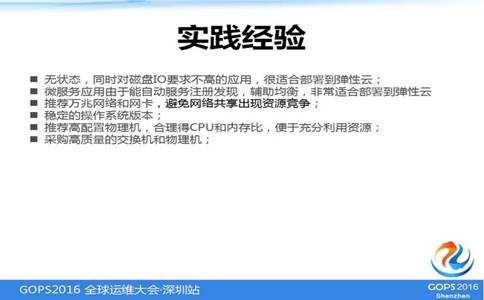 实践经验
■ 无状态，同时对磁盘IO要求不高的应用，很适合部署到弹性云；
■ 微服务应用由于能自动服务注册发现，辅助均衡，非常适合部署到弹性云
■ 推荐万兆网络和网卡，避免网络共享出现资源竞争；
■ 稳定的操作系统版本；
■ 推荐高配置物理机，合理得CPU和内存比，便于充分利用资源；
■ 采购高质量的交换机和物理机；
GOPS2016 全球运维大会·深圳站
GOPS2016
Shenzhen